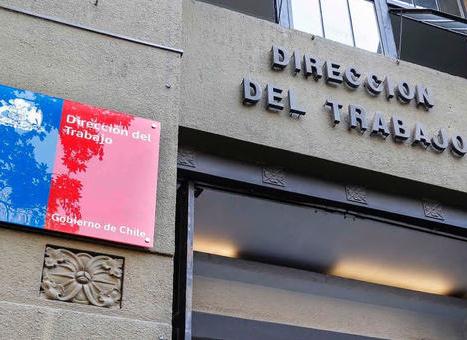 Dirección del
Trabajo
Gobierno de Chile
DIRECCION
DEL TRABAJO